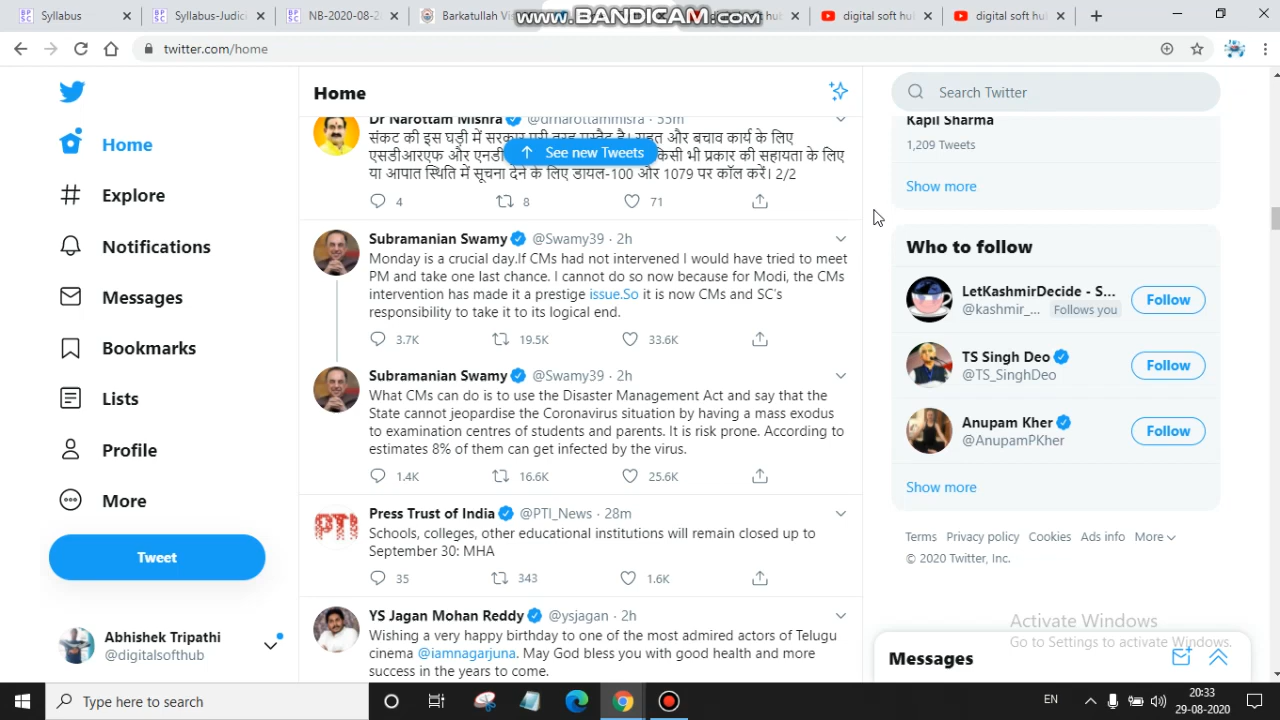 Syllabus
Syllabus-Judic
NB-2020-08-2
Barkatullah Vis
www.BANDICAM.com
digital soft hu
digital soft hu
twitter.com/home
Home
Explore
Notifications
Messages
Bookmarks
Lists
Profile
More
Tweet
Abhishek Tripathi
@digitalsofthub
Home
Dr Narottam Mishra @drnarottammisra · 55m
संकट की इस घड़ी में सरकार पूरी तरह मुस्तैद है। राहत और बचाव कार्य के लिए
एसडीआरएफ और एनडी
किसी भी प्रकार की सहायता के लिए
या आपात स्थिति में सूचना देने के लिए डायल-100 और 1079 पर कॉल करें। 2/2
See new Tweets
4 8 71
Subramanian Swamy @Swamy39 · 2h
Monday is a crucial day.If CMs had not intervened I would have tried to meet
PM and take one last chance. I cannot do so now because for Modi, the CMs
intervention has made it a prestige issue.So it is now CMs and SC's
responsibility to take it to its logical end.
3.7K 19.5K 33.6K
Subramanian Swamy @Swamy39 · 2h
What CMs can do is to use the Disaster Management Act and say that the
State cannot jeopardise the Coronavirus situation by having a mass exodus
to examination centres of students and parents. It is risk prone. According to
estimates 8% of them can get infected by the virus.
1.4K 16.6K 25.6K
PTI
Press Trust of India @PTI_News · 28m
Schools, colleges, other educational institutions will remain closed up to
September 30: MHA
35 343 1.6K
YS Jagan Mohan Reddy @ysjagan · 2h
Wishing a very happy birthday to one of the most admired actors of Telugu
cinema @iamnagarjuna. May God bless you with good health and more
success in the years to come.
Search Twitter
Kapil Sharma
1,209 Tweets
Show more
Who to follow
LetKashmirDecide - S...
@kashmir_... Follows you
Follow
TS Singh Deo
@TS_SinghDeo
Follow
Anupam Kher
@AnupamPKher
Follow
Show more
Terms Privacy policy Cookies Ads info More
© 2020 Twitter, Inc.
Activate Windows
Go to Settings to activate Windows.
Messages
Type here to search
EN
20:33
29-08-2020